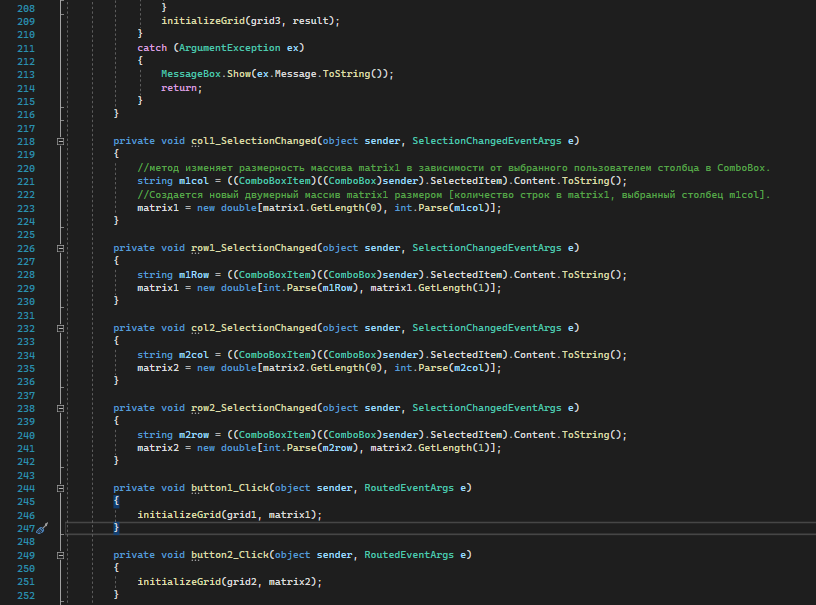 208 }
209 initializeGrid(grid3, result);
210 }
211 catch (ArgumentException ex)
212 {
213 MessageBox.Show(ex.Message.ToString());
214 return;
215 }
216 }
217
218 private void col1_SelectionChanged(object sender, SelectionChangedEventArgs e)
219 {
220 //метод изменяет размерность массива matrix1 в зависимости от выбранного пользователем столбца в ComboBox.
221 string m1col = ((ComboBoxItem)((ComboBox)sender).SelectedItem).Content.ToString();
222 //Создается новый двумерный массив matrix1 размером [количество строк в matrix1, выбранный столбец m1col].
223 matrix1 = new double[matrix1.GetLength(0), int.Parse(m1col)];
224 }
225
226 private void row1_SelectionChanged(object sender, SelectionChangedEventArgs e)
227 {
228 string m1Row = ((ComboBoxItem)((ComboBox)sender).SelectedItem).Content.ToString();
229 matrix1 = new double[int.Parse(m1Row), matrix1.GetLength(1)];
230 }
231
232 private void col2_SelectionChanged(object sender, SelectionChangedEventArgs e)
233 {
234 string m2col = ((ComboBoxItem)((ComboBox)sender).SelectedItem).Content.ToString();
235 matrix2 = new double[matrix2.GetLength(0), int.Parse(m2col)];
236 }
237
238 private void row2_SelectionChanged(object sender, SelectionChangedEventArgs e)
239 {
240 string m2row = ((ComboBoxItem)((ComboBox)sender).SelectedItem).Content.ToString();
241 matrix2 = new double[int.Parse(m2row), matrix2.GetLength(1)];
242 }
243
244 private void button1_Click(object sender, RoutedEventArgs e)
245 {
246 initializeGrid(grid1, matrix1);
247 }
248
249 private void button2_Click(object sender, RoutedEventArgs e)
250 {
251 initializeGrid(grid2, matrix2);
252 }